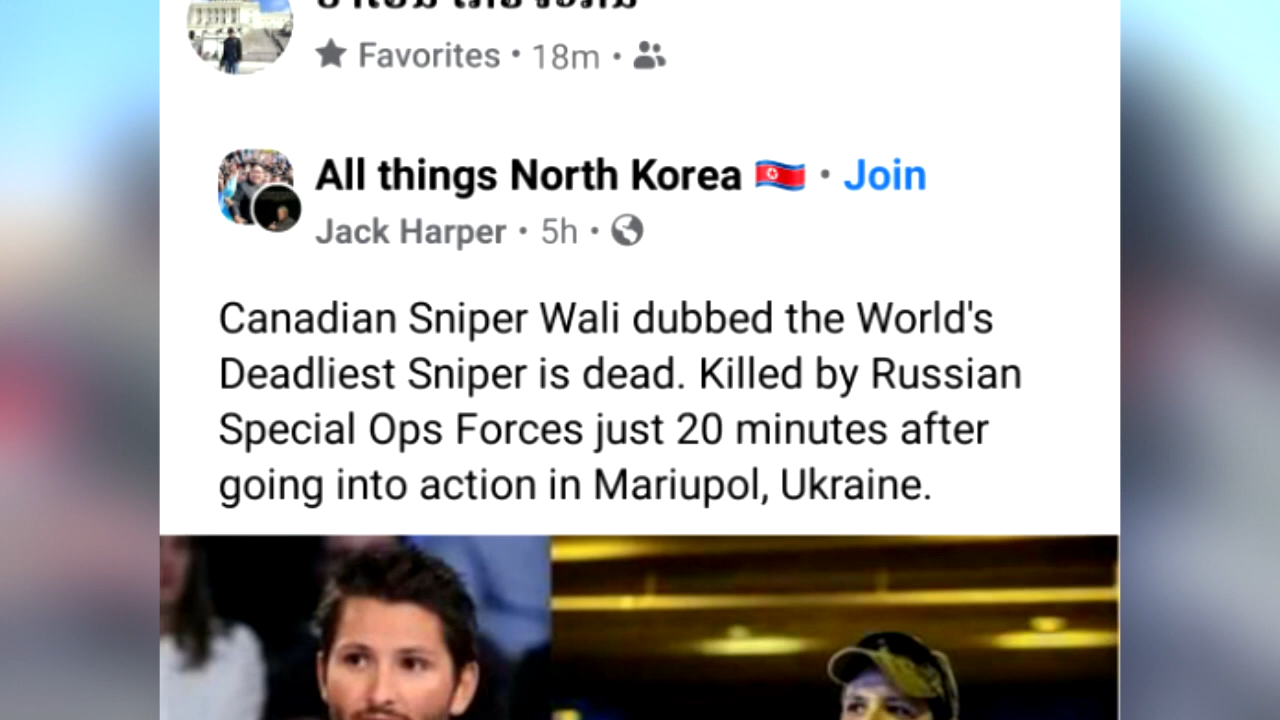 Favorites • 18m •
All things North Korea 🇰🇵 • Join
Jack Harper • 5h •
Canadian Sniper Wali dubbed the World's
Deadliest Sniper is dead. Killed by Russian
Special Ops Forces just 20 minutes after
going into action in Mariupol, Ukraine.